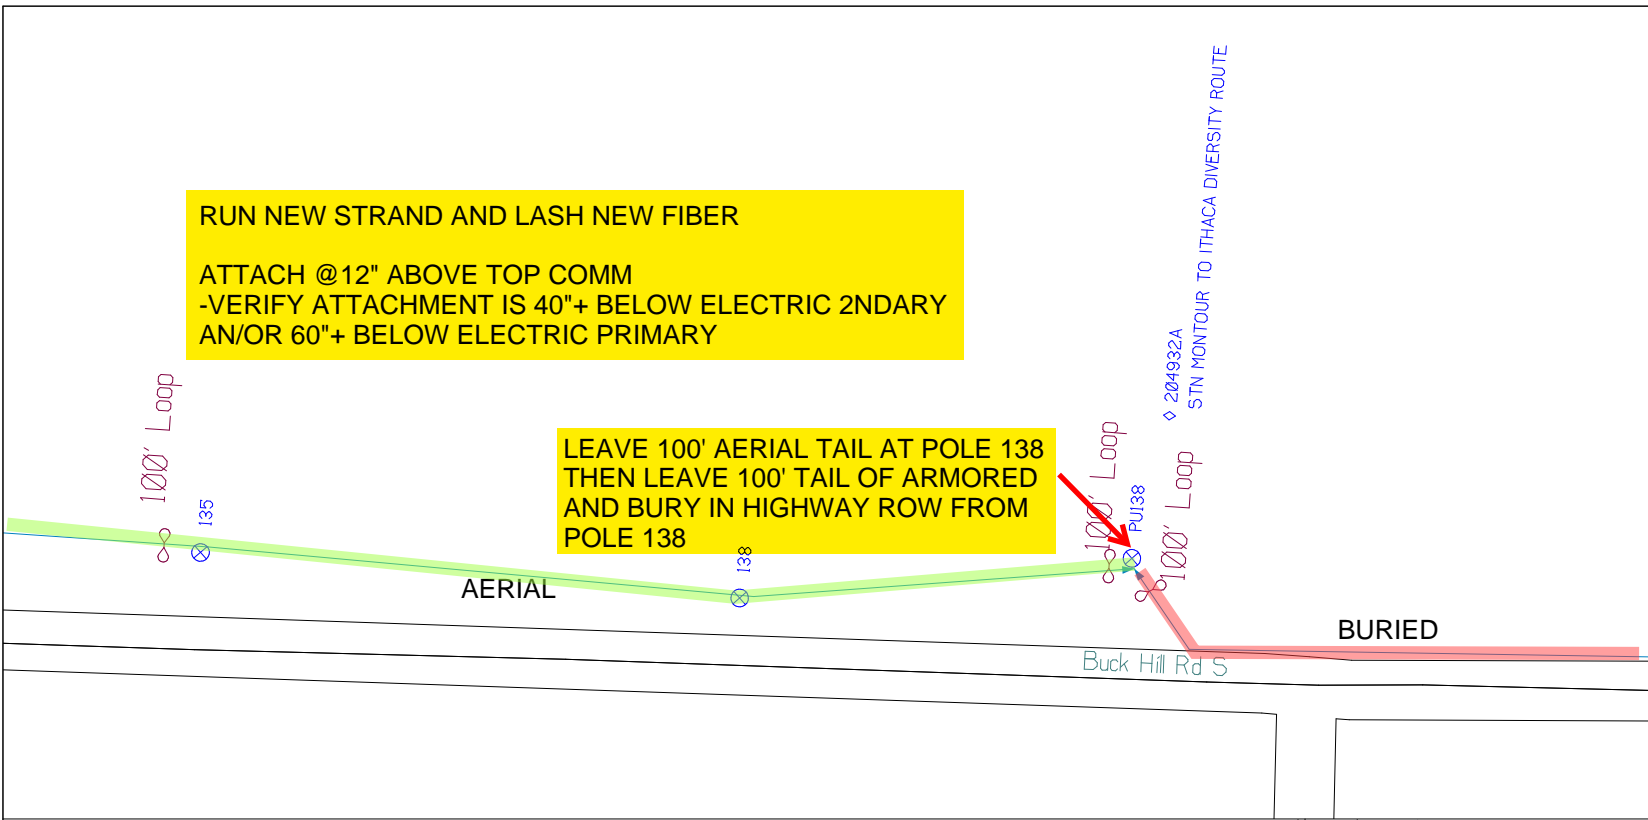 STN MONTOUR TO ITHACA DIVERSITY ROUTE
◇ 204932A
RUN NEW STRAND AND LASH NEW FIBER
ATTACH @12" ABOVE TOP COMM
-VERIFY ATTACHMENT IS 40"+ BELOW ELECTRIC 2NDARY
AN/OR 60"+ BELOW ELECTRIC PRIMARY
100' Loop
135
LEAVE 100' AERIAL TAIL AT POLE 138
THEN LEAVE 100' TAIL OF ARMORED
AND BURY IN HIGHWAY ROW FROM
POLE 138
100' Loop
PU138
100' Loop
138
AERIAL
BURIED
Buck Hill Rd S